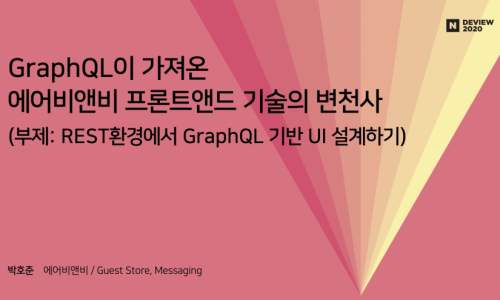 N DEVIEW
2020
GraphQL이 가져온
에어비앤비 프론트앤드 기술의 변천사
(부제: REST환경에서 GraphQL 기반 UI 설계하기)
박호준 에어비앤비 / Guest Store, Messaging